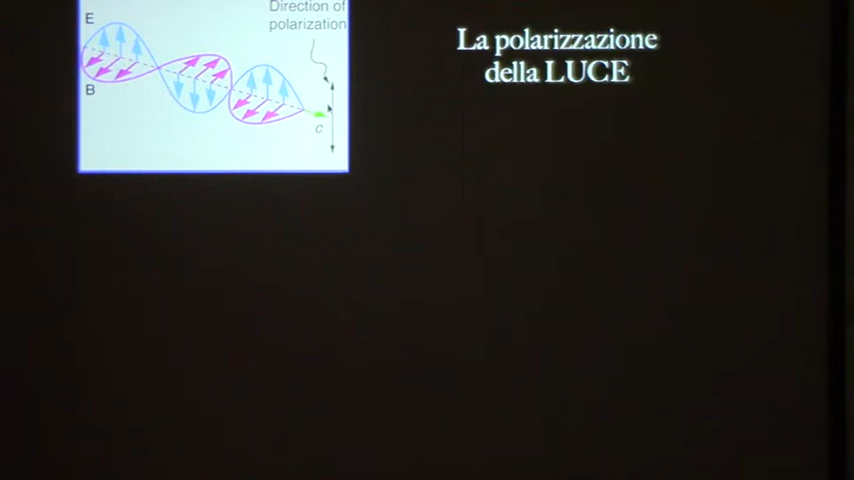 Direction of
polarization
E
B
c
La polarizzazione
della LUCE